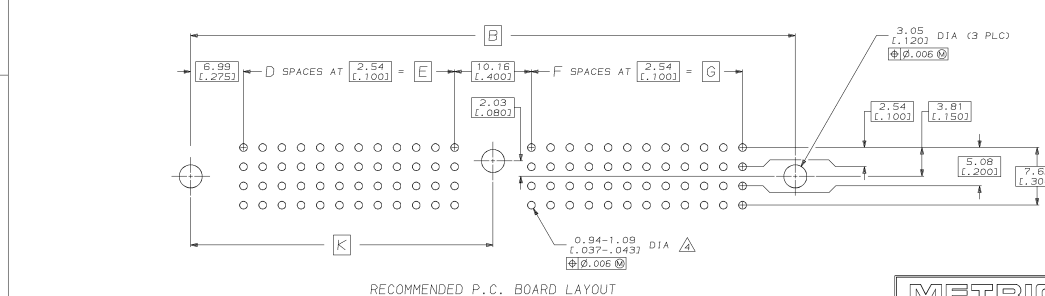 B
3.05
[.120] DIA (3 PLC)
⌖ Ø.006 Ⓜ
6.99
[.275]
D SPACES AT 2.54
[.100] = E
10.16
[.400]
F SPACES AT 2.54
[.100] = G
2.03
[.080]
2.54
[.100]
3.81
[.150]
5.08
[.200]
K
0.94-1.09
[.037-.043] DIA 4
⌖ Ø.006 Ⓜ
RECOMMENDED P.C. BOARD LAYOUT